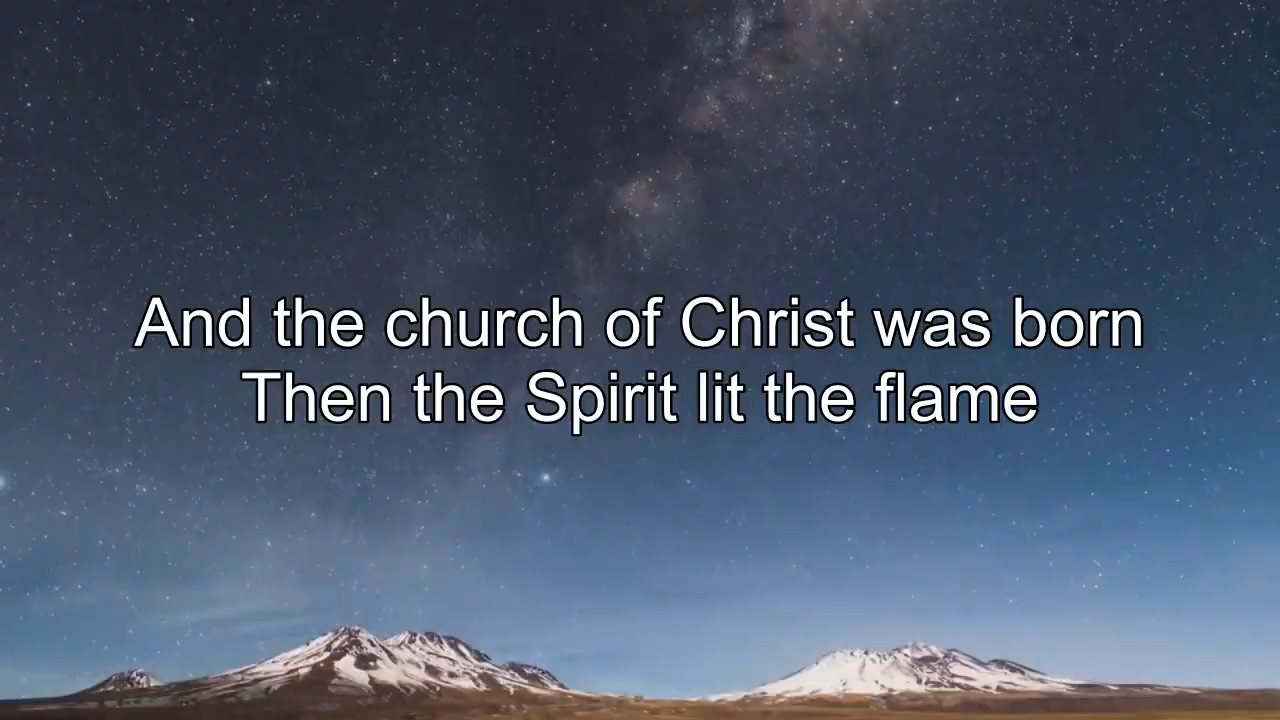 And the church of Christ was born
Then the Spirit lit the flame